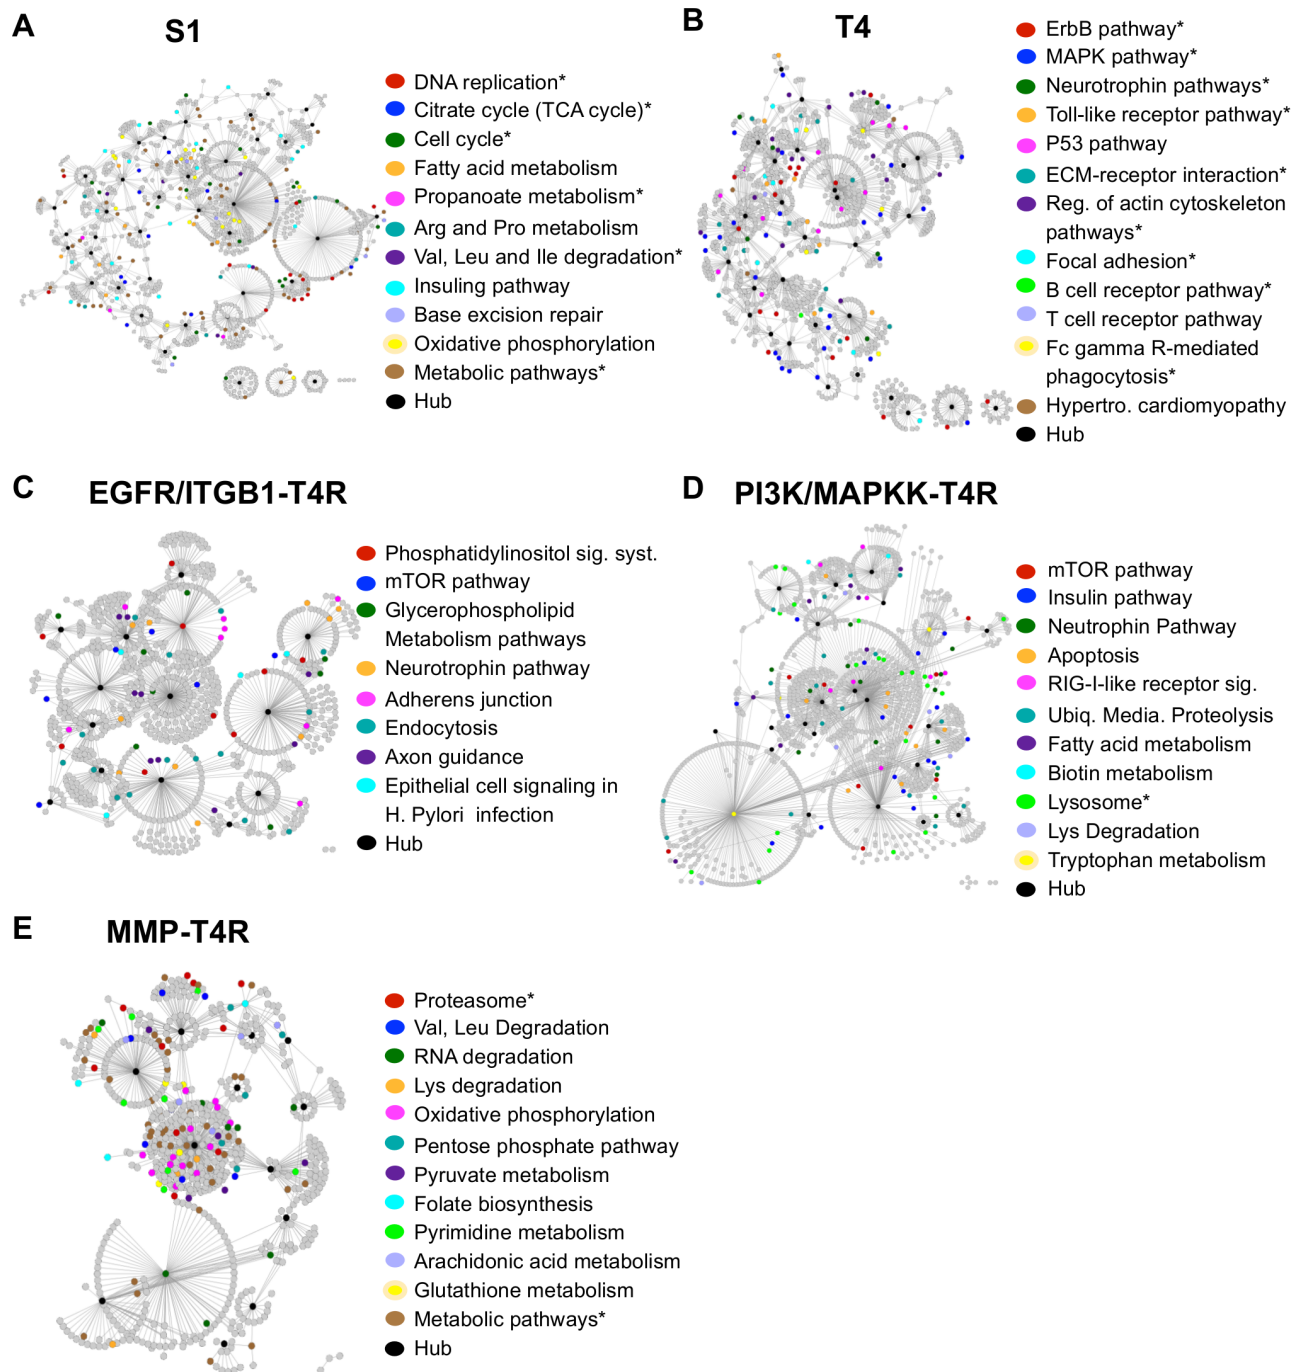 A
S1
DNA replication*
Citrate cycle (TCA cycle)*
Cell cycle*
Fatty acid metabolism
Propanoate metabolism*
Arg and Pro metabolism
Val, Leu and Ile degradation*
Insuling pathway
Base excision repair
Oxidative phosphorylation
Metabolic pathways*
Hub
B
T4
ErbB pathway*
MAPK pathway*
Neurotrophin pathways*
Toll-like receptor pathway*
P53 pathway
ECM-receptor interaction*
Reg. of actin cytoskeleton
pathways*
Focal adhesion*
B cell receptor pathway*
T cell receptor pathway
Fc gamma R-mediated
phagocytosis*
Hypertro. cardiomyopathy
Hub
C
EGFR/ITGB1-T4R
Phosphatidylinositol sig. syst.
mTOR pathway
Glycerophospholipid
Metabolism pathways
Neurotrophin pathway
Adherens junction
Endocytosis
Axon guidance
Epithelial cell signaling in
H. Pylori infection
Hub
D
PI3K/MAPKK-T4R
mTOR pathway
Insulin pathway
Neutrophin Pathway
Apoptosis
RIG-I-like receptor sig.
Ubiq. Media. Proteolysis
Fatty acid metabolism
Biotin metabolism
Lysosome*
Lys Degradation
Tryptophan metabolism
Hub
E
MMP-T4R
Proteasome*
Val, Leu Degradation
RNA degradation
Lys degradation
Oxidative phosphorylation
Pentose phosphate pathway
Pyruvate metabolism
Folate biosynthesis
Pyrimidine metabolism
Arachidonic acid metabolism
Glutathione metabolism
Metabolic pathways*
Hub